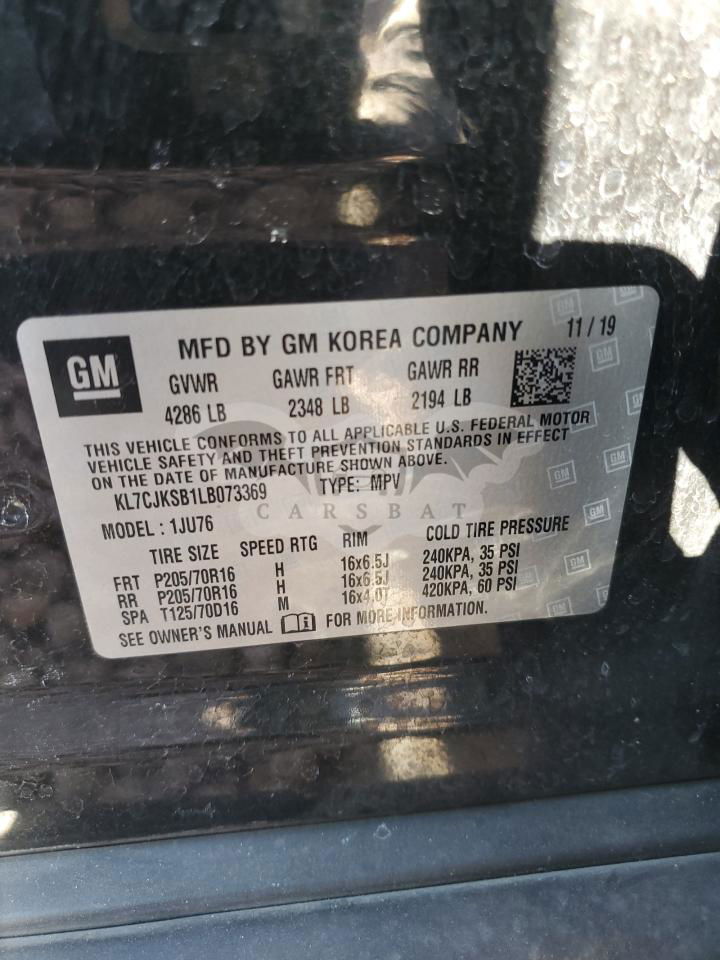 GM
MFD BY GM KOREA COMPANY 11 / 19
GVWR GAWR FRT GAWR RR
4286 LB 2348 LB 2194 LB
THIS VEHICLE CONFORMS TO ALL APPLICABLE U.S. FEDERAL MOTOR
VEHICLE SAFETY AND THEFT PREVENTION STANDARDS IN EFFECT
ON THE DATE OF MANUFACTURE SHOWN ABOVE.
KL7CJKSB1LB073369 TYPE: MPV
CARSBAT
MODEL : 1JU76
TIRE SIZE SPEED RTG RIM COLD TIRE PRESSURE
FRT P205/70R16 H 16x6.5J 240KPA, 35 PSI
RR P205/70R16 H 16x6.5J 240KPA, 35 PSI
SPA T125/70D16 M 16x4.0T 420KPA, 60 PSI
SEE OWNER'S MANUAL FOR MORE INFORMATION.